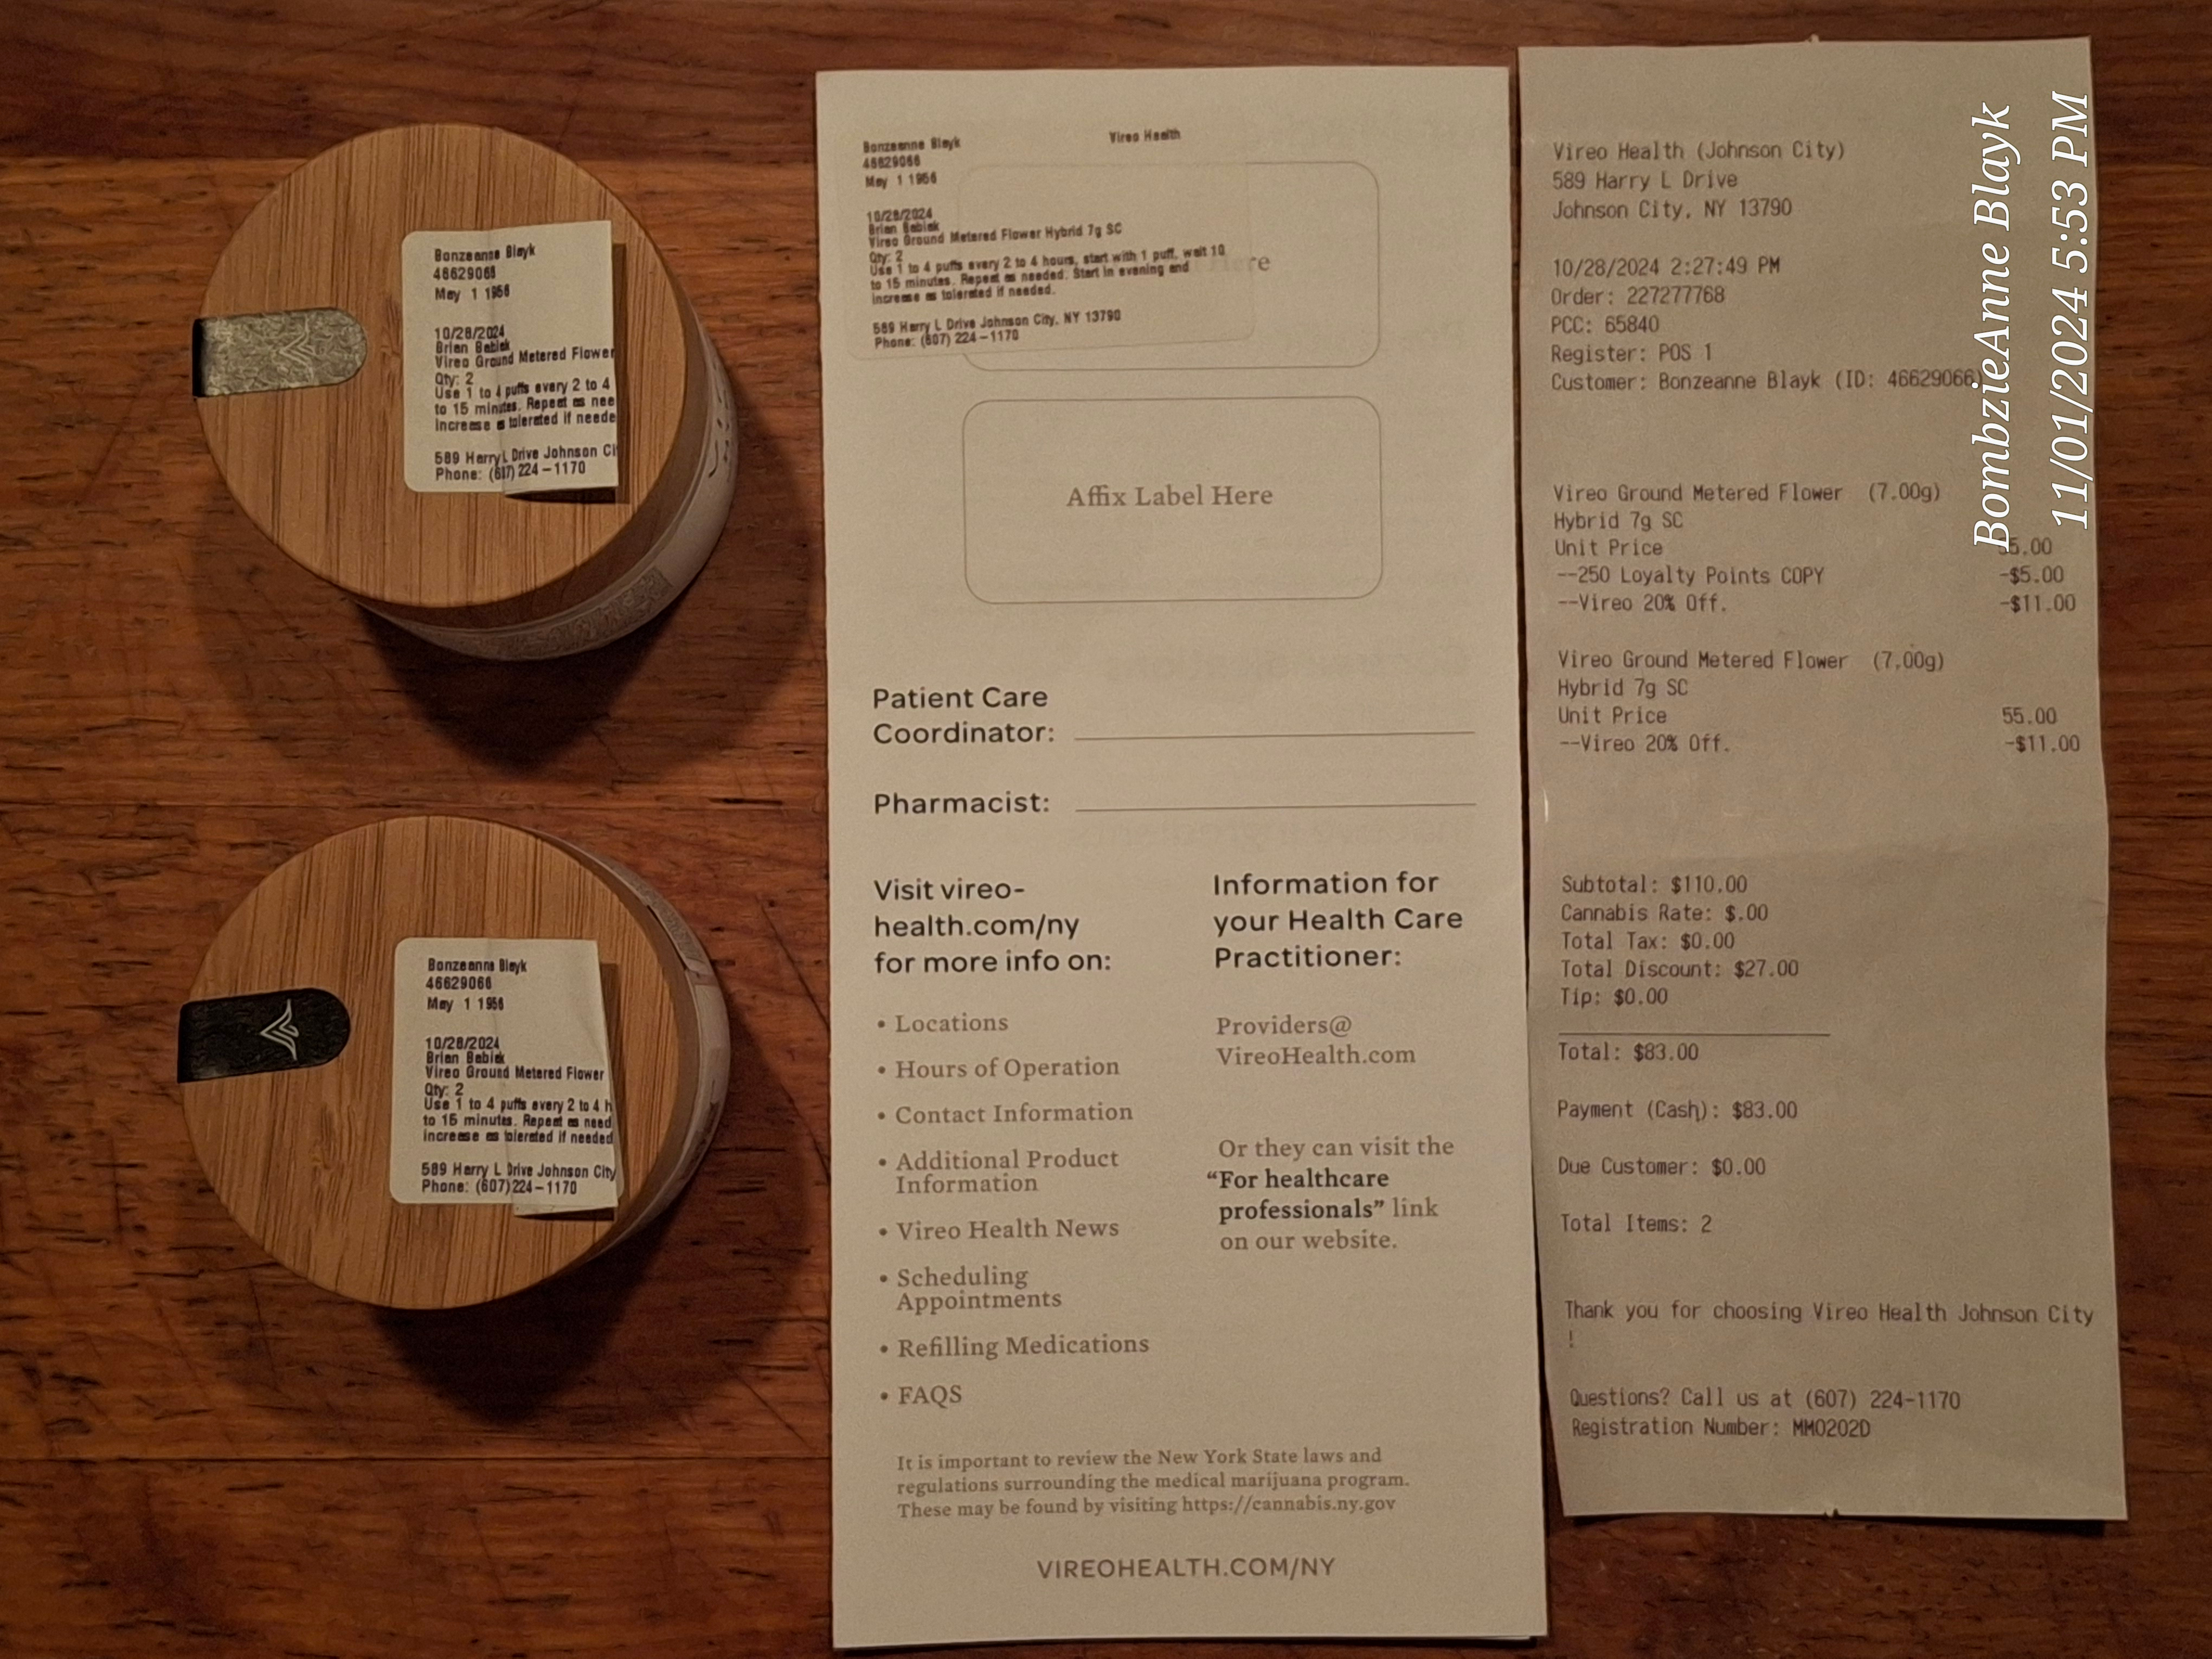 Bonzeanne Blayk
46629066
May 1 1956
10/28/2024
Brian Babiak
Vireo Ground Metered Flower
Qty: 2
Use 1 to 4 puffs every 2 to 4
to 15 minutes. Repeat as nee
increase as tolerated if neede
589 Harry L Drive Johnson Ci
Phone: (607) 224-1170
Bonzeanne Blayk
46629066
May 1 1956
10/28/2024
Brian Babiak
Vireo Ground Metered Flower
Qty: 2
Use 1 to 4 puffs every 2 to 4 h
to 15 minutes. Repeat as need
increase as tolerated if needed
589 Harry L Drive Johnson City
Phone: (607) 224-1170
Bonzeanne Blayk
Vireo Health
46629066
May 1 1956
10/28/2024
Brian Babiak
Vireo Ground Metered Flower Hybrid 7g SC
Qty: 2
Use 1 to 4 puffs every 2 to 4 hours, start with 1 puff, wait 10
to 15 minutes. Repeat as needed. Start in evening and
increase as tolerated if needed.
589 Harry L Drive Johnson City, NY 13790
Phone: (607) 224-1170
Here
Affix Label Here
Patient Care
Coordinator:
Pharmacist:
Visit vireo-
health.com/ny
for more info on:
• Locations
• Hours of Operation
• Contact Information
• Additional Product
Information
• Vireo Health News
• Scheduling
Appointments
• Refilling Medications
• FAQS
Information for
your Health Care
Practitioner:
Providers@
VireoHealth.com
Or they can visit the
“For healthcare
professionals” link
on our website.
It is important to review the New York State laws and
regulations surrounding the medical marijuana program.
These may be found by visiting https://cannabis.ny.gov
VIREOHEALTH.COM/NY
Vireo Health (Johnson City)
589 Harry L Drive
Johnson City, NY 13790
10/28/2024 2:27:49 PM
Order: 227277768
PCC: 65840
Register: POS 1
Customer: Bonzeanne Blayk (ID: 46629066)
Vireo Ground Metered Flower (7.00g)
Hybrid 7g SC
Unit Price 55.00
--250 Loyalty Points COPY -$5.00
--Vireo 20% Off. -$11.00
Vireo Ground Metered Flower (7.00g)
Hybrid 7g SC
Unit Price 55.00
--Vireo 20% Off. -$11.00
Subtotal: $110.00
Cannabis Rate: $.00
Total Tax: $0.00
Total Discount: $27.00
Tip: $0.00
Total: $83.00
Payment (Cash): $83.00
Due Customer: $0.00
Total Items: 2
Thank you for choosing Vireo Health Johnson City
!
Questions? Call us at (607) 224-1170
Registration Number: MM0202D
BombzieAnne Blayk
11/01/2024 5:53 PM